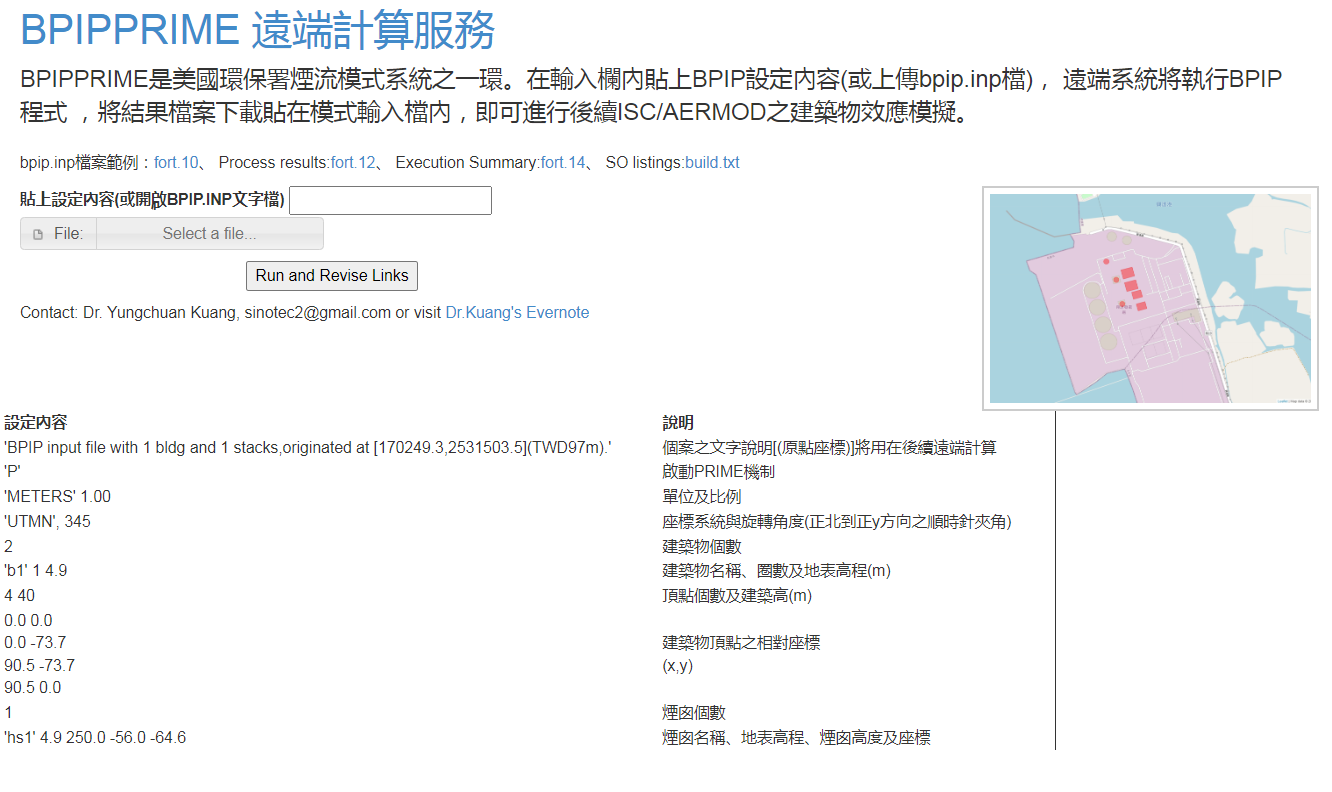 BPIPPRIME 遠端計算服務
BPIPPRIME是美國環保署煙流模式系統之一環。在輸入欄內貼上BPIP設定內容(或上傳bpip.inp檔)， 遠端系統將執行BPIP
程式 ，將結果檔案下載貼在模式輸入檔內，即可進行後續ISC/AERMOD之建築物效應模擬。
bpip.inp檔案範例：fort.10、 Process results:fort.12、 Execution Summary:fort.14、 SO listings:build.txt
貼上設定內容(或開啟BPIP.INP文字檔)
File: Select a file...
Run and Revise Links
Contact: Dr. Yungchuan Kuang, sinotec2@gmail.com or visit Dr.Kuang's Evernote
設定內容 說明
'BPIP input file with 1 bldg and 1 stacks,originated at [170249.3,2531503.5](TWD97m).' 個案之文字說明[(原點座標)]將用在後續遠端計算
'P' 啟動PRIME機制
'METERS' 1.00 單位及比例
'UTMN', 345 座標系統與旋轉角度(正北到正y方向之順時針夾角)
2 建築物個數
'b1' 1 4.9 建築物名稱、圈數及地表高程(m)
4 40 頂點個數及建築高(m)
0.0 0.0
0.0 -73.7 建築物頂點之相對座標
90.5 -73.7 (x,y)
90.5 0.0
1 煙囪個數
'hs1' 4.9 250.0 -56.0 -64.6 煙囪名稱、地表高程、煙囪高度及座標